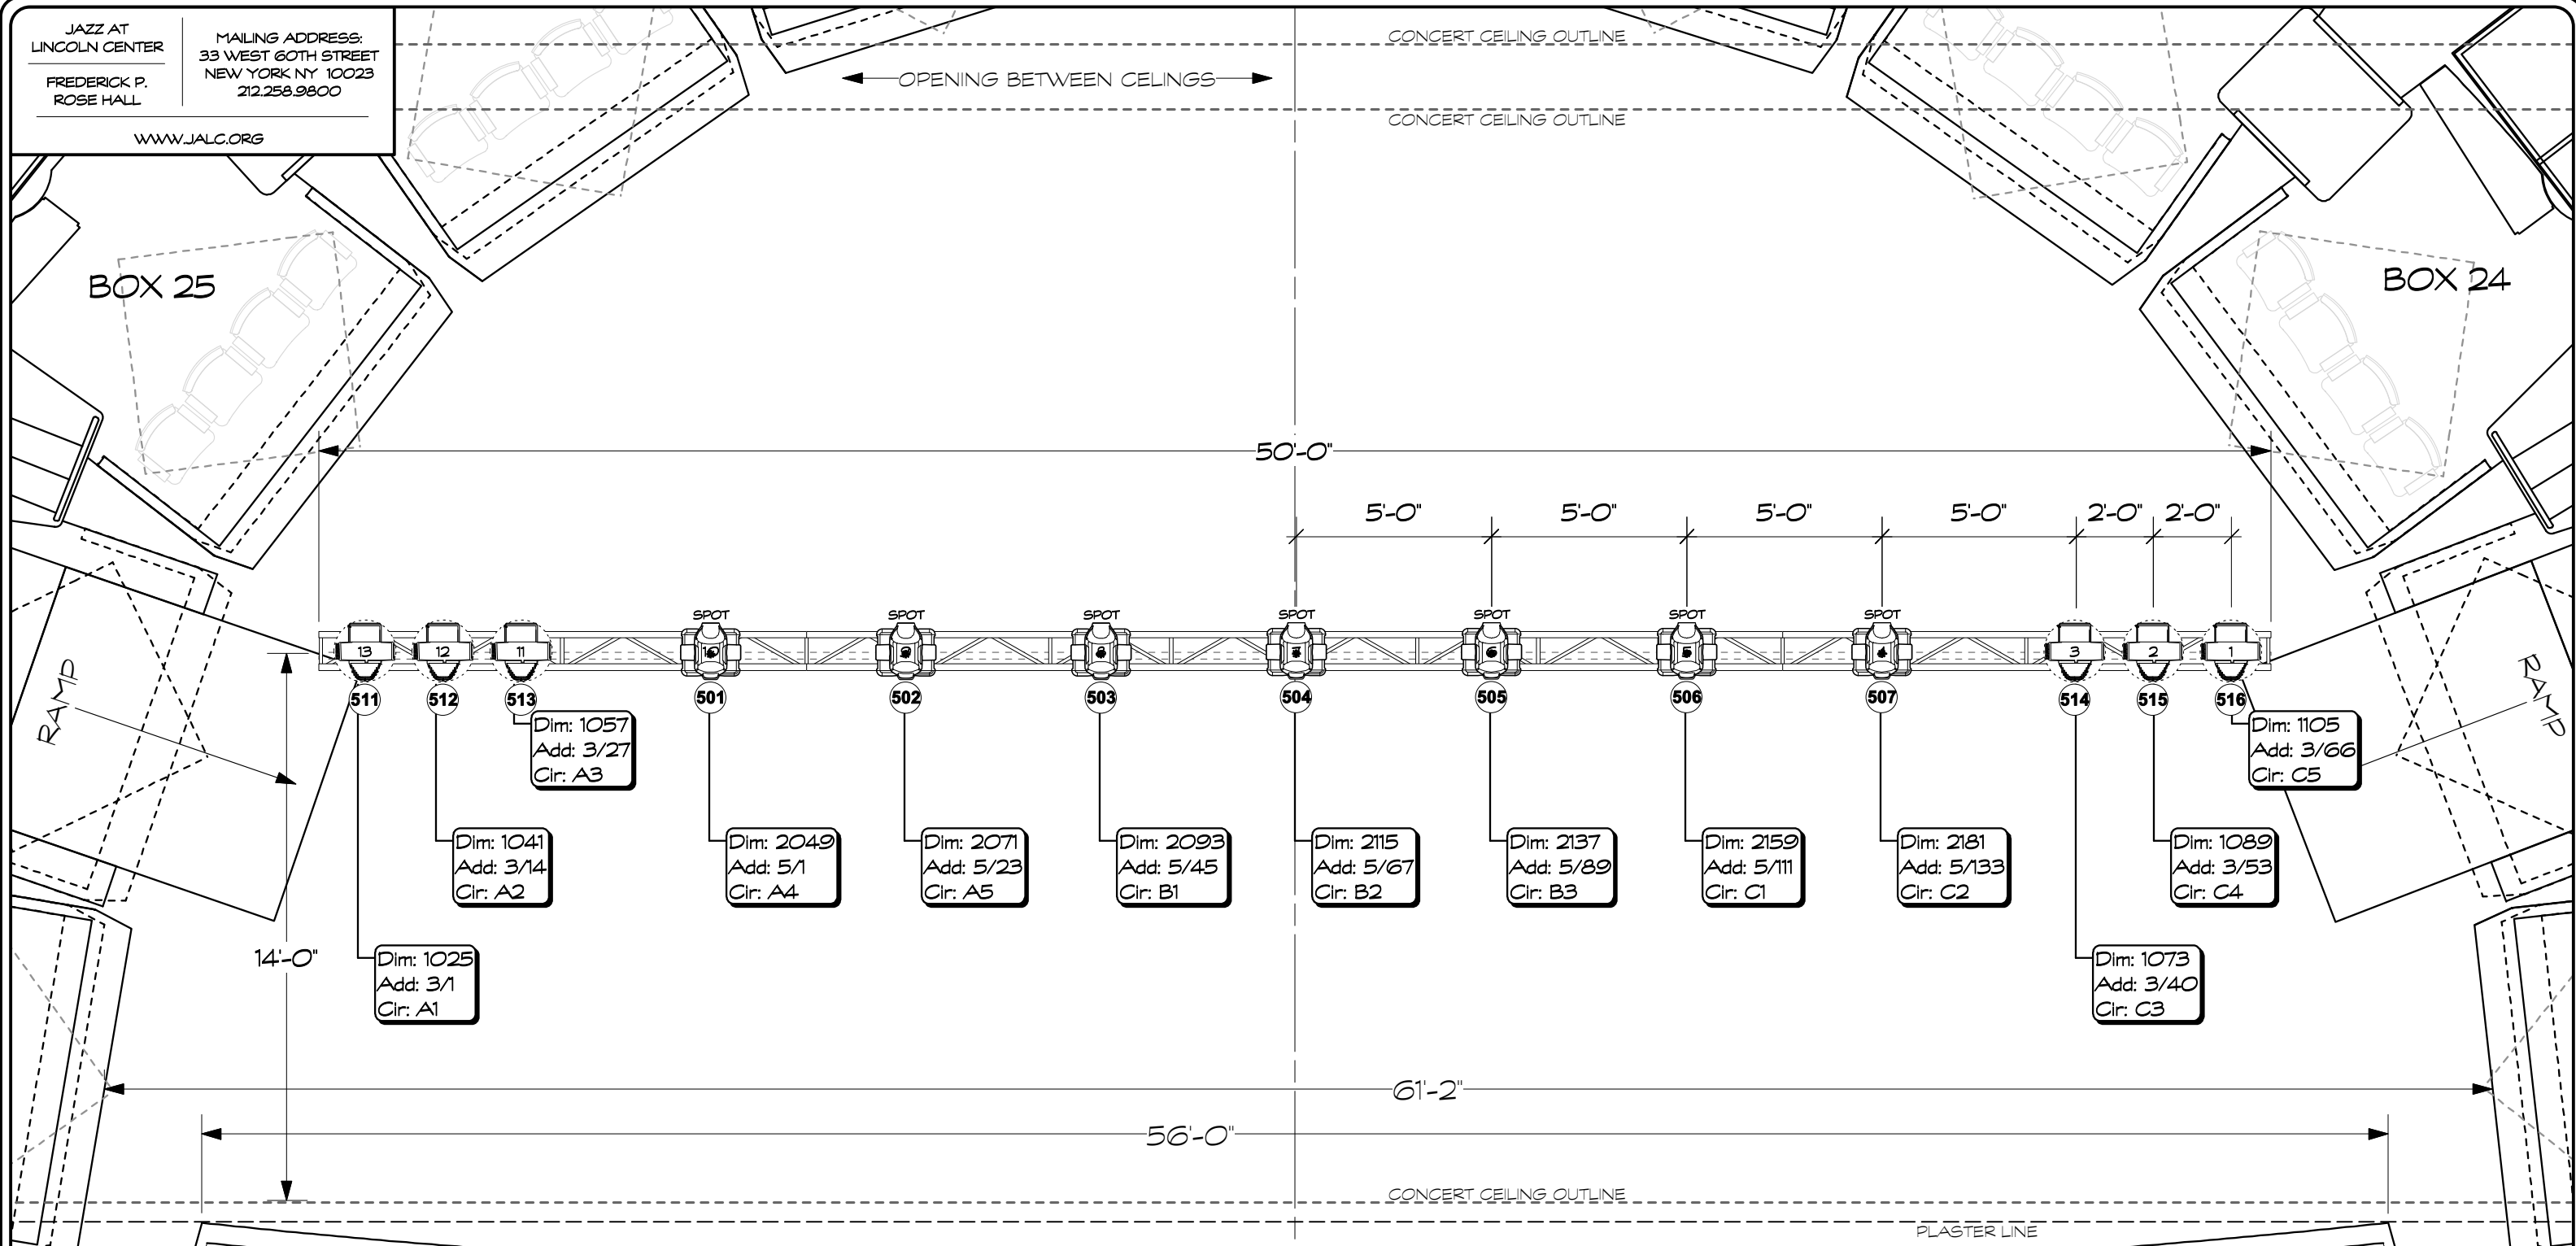 JAZZ AT
LINCOLN CENTER
FREDERICK P.
ROSE HALL
MAILING ADDRESS:
33 WEST 60TH STREET
NEW YORK NY 10023
212.258.9800
WWW.JALC.ORG
CONCERT CEILING OUTLINE
OPENING BETWEEN CELINGS
CONCERT CEILING OUTLINE
BOX 25
BOX 24
50'-0"
5'-0"
5'-0"
5'-0"
5'-0"
2'-0"
2'-0"
SPOT
SPOT
SPOT
SPOT
SPOT
SPOT
SPOT
13
12
11
10
9
8
7
6
5
4
3
2
1
511
512
513
501
502
503
504
505
506
507
514
515
516
RAMP
RAMP
Dim: 1057
Add: 3/27
Cir: A3
Dim: 1105
Add: 3/66
Cir: C5
Dim: 1041
Add: 3/14
Cir: A2
Dim: 2049
Add: 5/1
Cir: A4
Dim: 2071
Add: 5/23
Cir: A5
Dim: 2093
Add: 5/45
Cir: B1
Dim: 2115
Add: 5/67
Cir: B2
Dim: 2137
Add: 5/89
Cir: B3
Dim: 2159
Add: 5/111
Cir: C1
Dim: 2181
Add: 5/133
Cir: C2
Dim: 1089
Add: 3/53
Cir: C4
14'-0"
Dim: 1025
Add: 3/1
Cir: A1
Dim: 1073
Add: 3/40
Cir: C3
61'-2"
56'-0"
CONCERT CEILING OUTLINE
PLASTER LINE